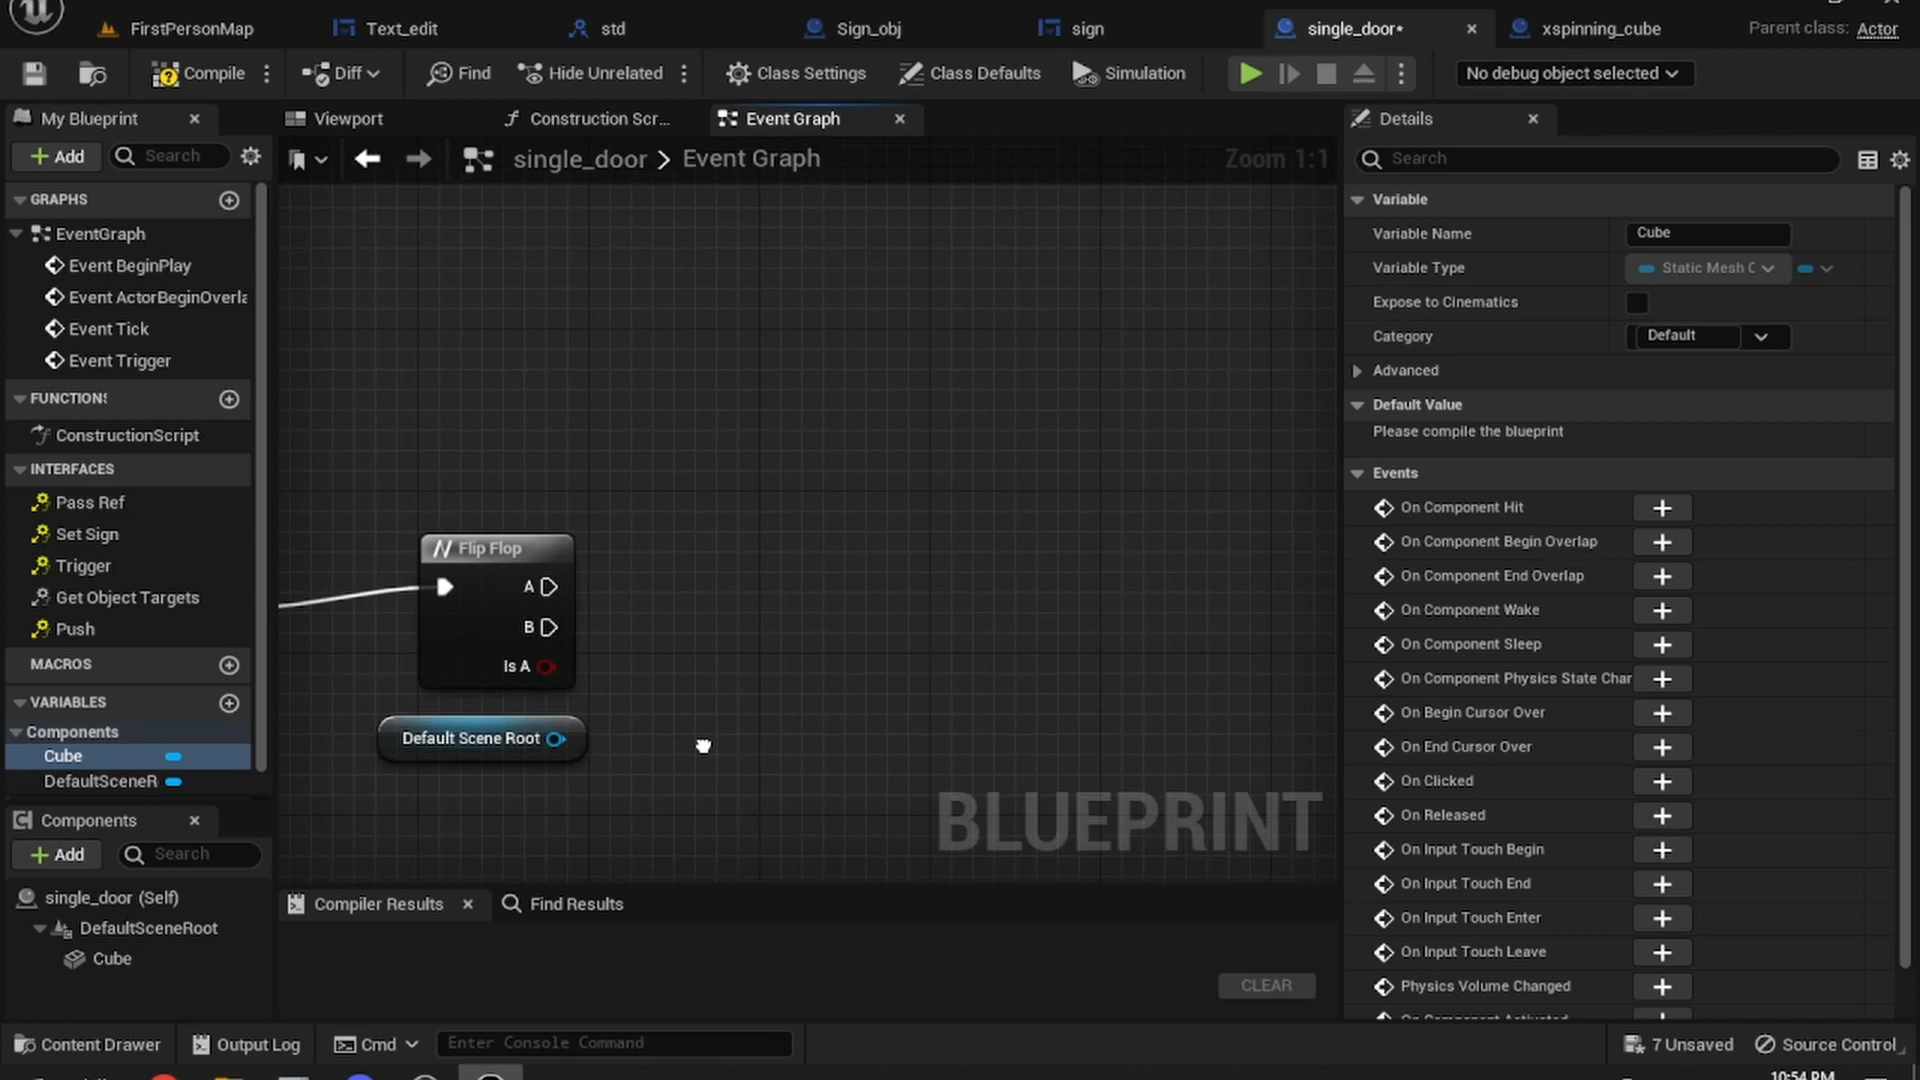 FirstPersonMap
Text_edit
std
Sign_obj
sign
single_door*
xspinning_cube
Parent class: Actor
Compile
Diff
Find
Hide Unrelated
Class Settings
Class Defaults
Simulation
No debug object selected
My Blueprint
Viewport
Construction Scr...
Event Graph
Details
Add
Search
single_door > Event Graph
Zoom 1:1
Search
GRAPHS
EventGraph
Event BeginPlay
Event ActorBeginOverla
Event Tick
Event Trigger
FUNCTIONS
ConstructionScript
INTERFACES
Pass Ref
Set Sign
Trigger
Get Object Targets
Push
MACROS
VARIABLES
Components
Cube
DefaultSceneR
Flip Flop
A
B
Is A
Default Scene Root
BLUEPRINT
Variable
Variable Name
Cube
Variable Type
Static Mesh C
Expose to Cinematics
Category
Default
Advanced
Default Value
Please compile the blueprint
Events
On Component Hit
On Component Begin Overlap
On Component End Overlap
On Component Wake
On Component Sleep
On Component Physics State Char
On Begin Cursor Over
On End Cursor Over
On Clicked
On Released
On Input Touch Begin
On Input Touch End
On Input Touch Enter
On Input Touch Leave
Physics Volume Changed
On Component Activated
Components
Add
Search
single_door (Self)
DefaultSceneRoot
Cube
Compiler Results
Find Results
CLEAR
Content Drawer
Output Log
Cmd
Enter Console Command
7 Unsaved
Source Control
10:54 PM